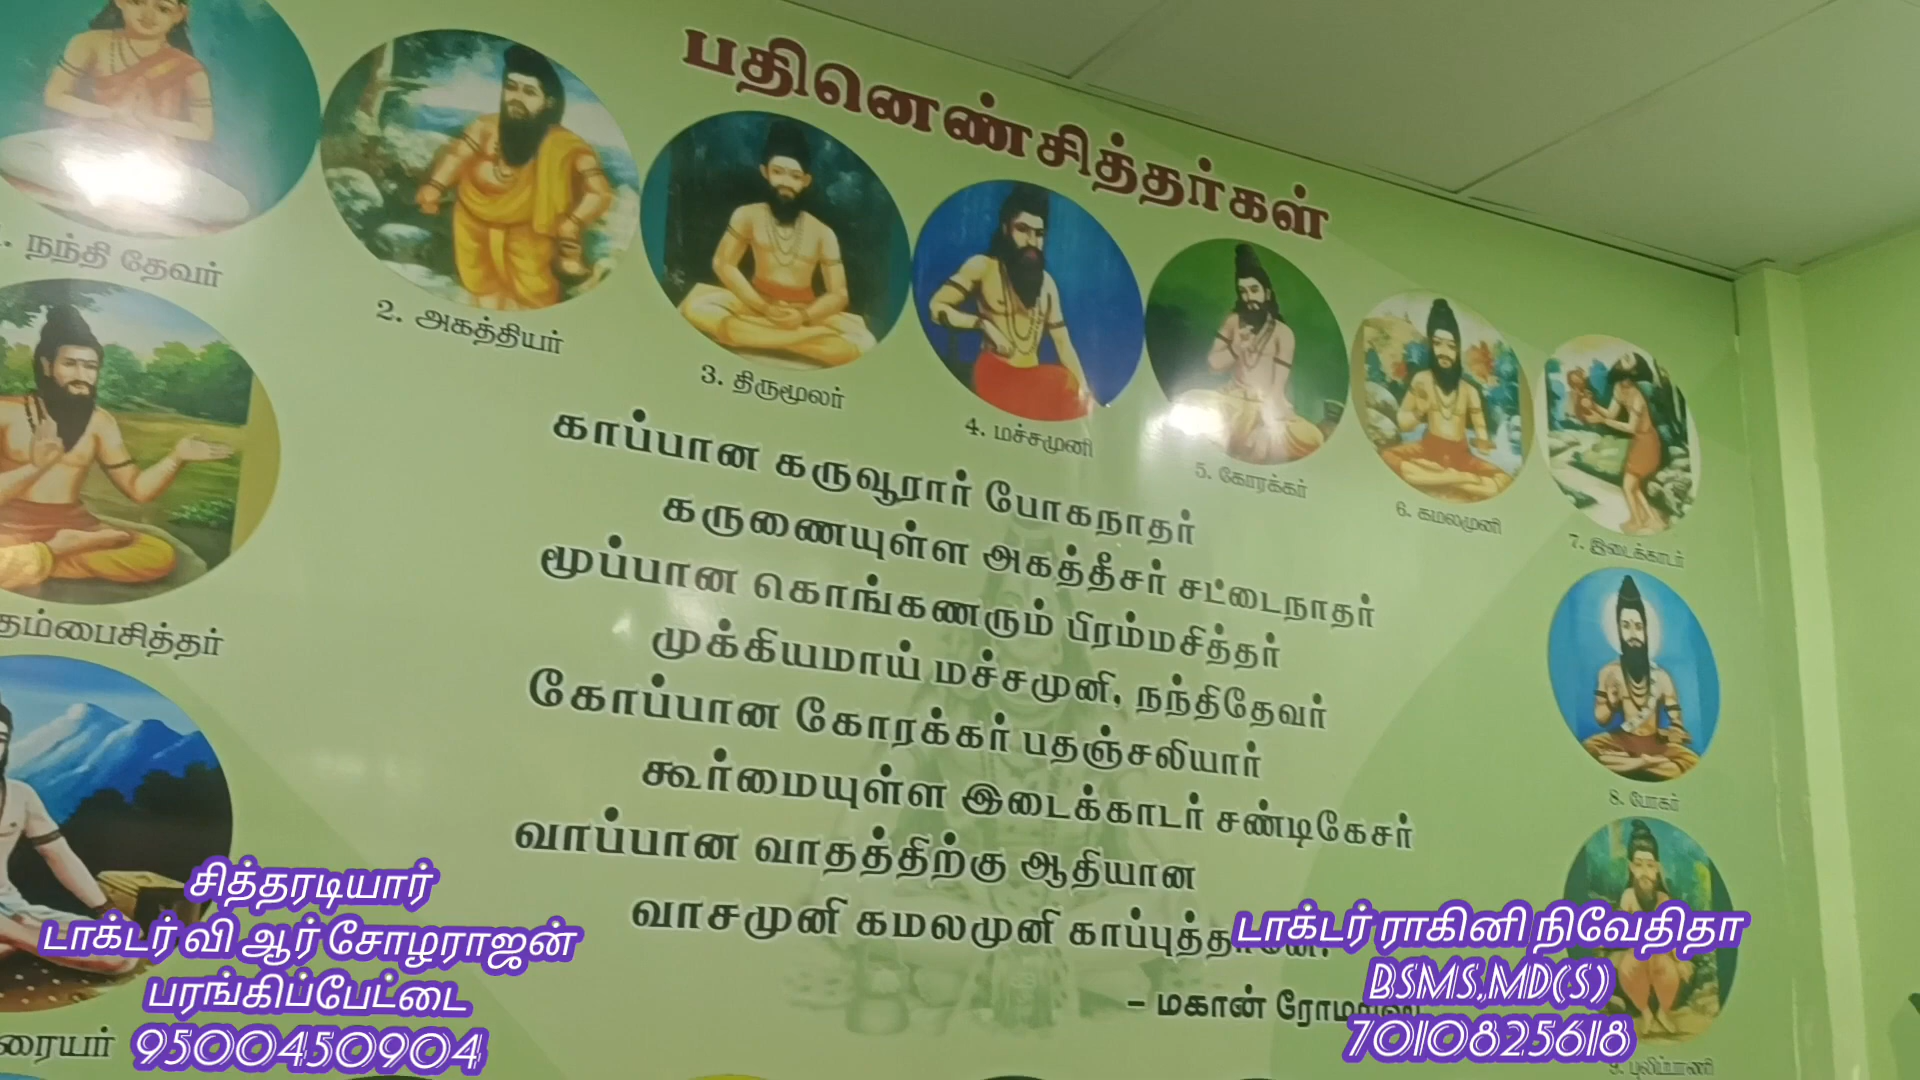 பதினெண்சித்தர்கள்
1. நந்தி தேவர்
2. அகத்தியர்
3. திருமூலர்
4. மச்சமுனி
5. கோரக்கர்
6. கமலமுனி
7. இடைக்காடர்
காப்பான கருவூரார் போகநாதர்
கருணையுள்ள அகத்தீசர் சட்டைநாதர்
மூப்பான கொங்கணரும் பிரம்மசித்தர்
முக்கியமாய் மச்சமுனி, நந்திதேவர்
கோப்பான கோரக்கர் பதஞ்சலியார்
கூர்மையுள்ள இடைக்காடர் சண்டிகேசர்
வாப்பான வாதத்திற்கு ஆதியான
வாசமுனி கமலமுனி
– மகான்
8. போகர்
9. புலிப்பாணி
சித்தரடியார்
டாக்டர் வி ஆர் சோழராஜன்
பரங்கிப்பேட்டை
9500450904
டாக்டர் ராகினி நிவேதிதா
BSMS,MD(S)
7010825618